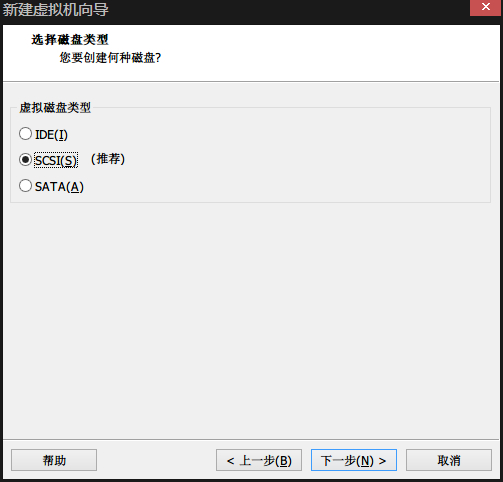 新建虚拟机向导
选择磁盘类型
您要创建何种磁盘?
虚拟磁盘类型
IDE(I)
SCSI(S) (推荐)
SATA(A)
帮助 < 上一步(B) 下一步(N) > 取消